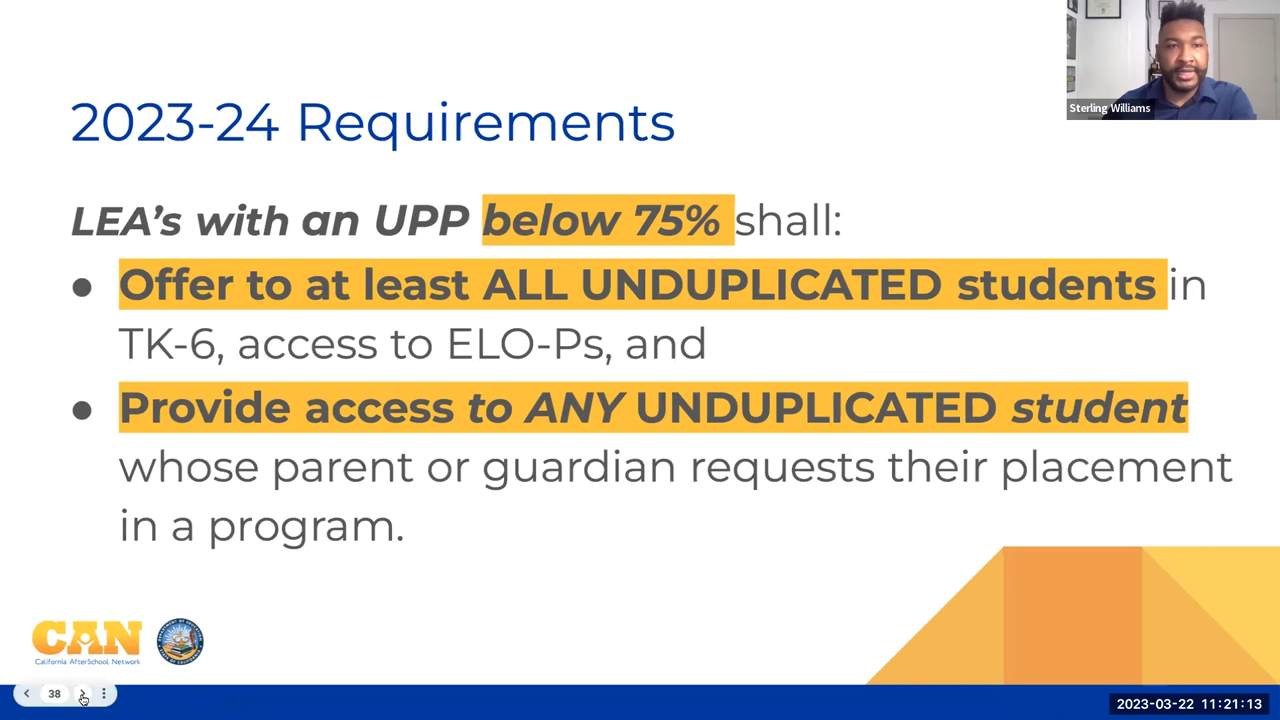 Sterling Williams
2023-24 Requirements
LEA’s with an UPP below 75% shall:
● Offer to at least ALL UNDUPLICATED students in
TK-6, access to ELO-Ps, and
● Provide access to ANY UNDUPLICATED student
whose parent or guardian requests their placement
in a program.
CAN
California AfterSchool Network
38
2023-03-22 11:21:13